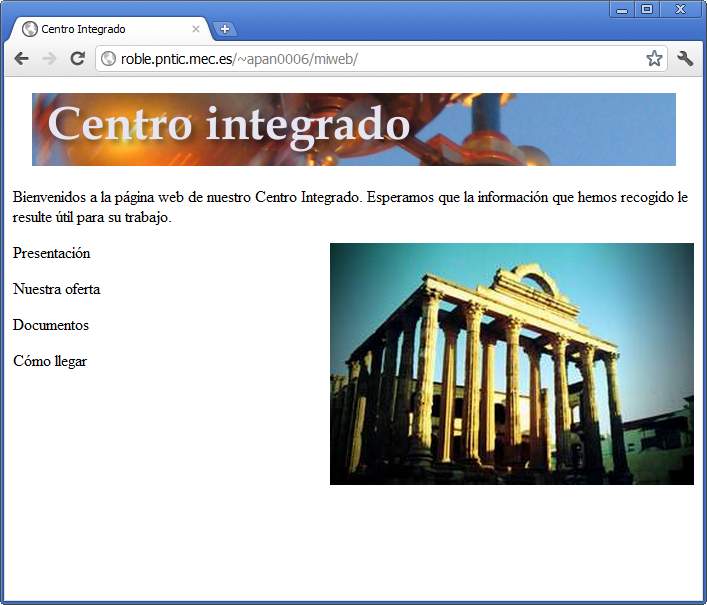 Centro Integrado
roble.pntic.mec.es/~apan0006/miweb/
Centro integrado
Bienvenidos a la página web de nuestro Centro Integrado. Esperamos que la información que hemos recogido le
resulte útil para su trabajo.
Presentación
Nuestra oferta
Documentos
Cómo llegar